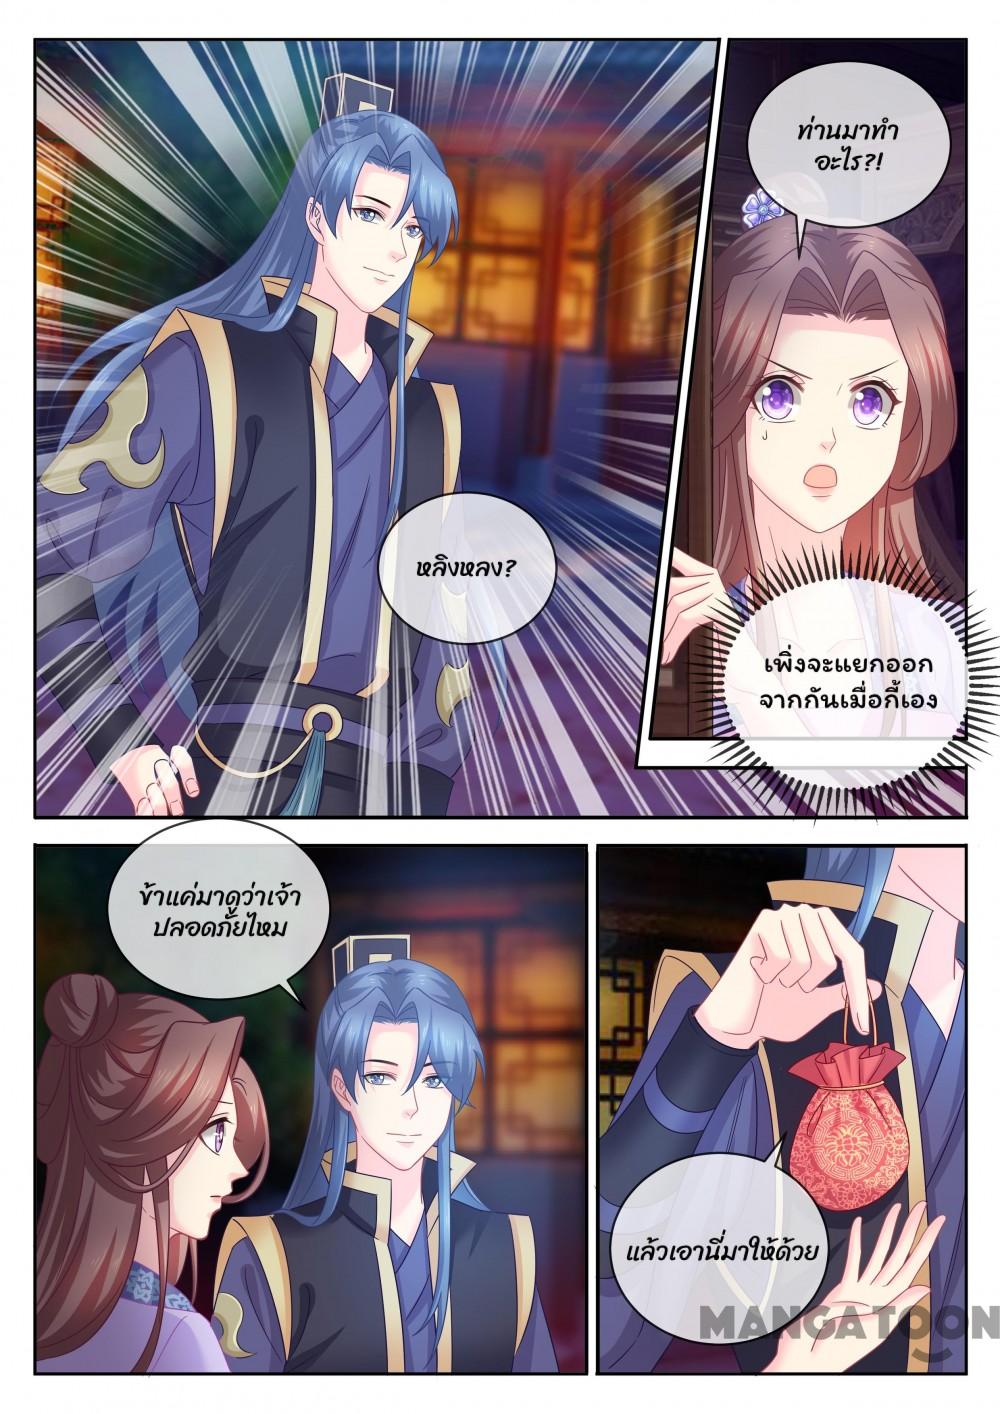 หลิงหลง?
ท่านมาทำ
อะไร?!
เพิ่งจะแยกออก
จากกันเมื่อกี้เอง
ข้าแค่มาดูว่าเจ้า
ปลอดภัยไหม
แล้วเอานี่มาให้ด้วย
MANGATOON